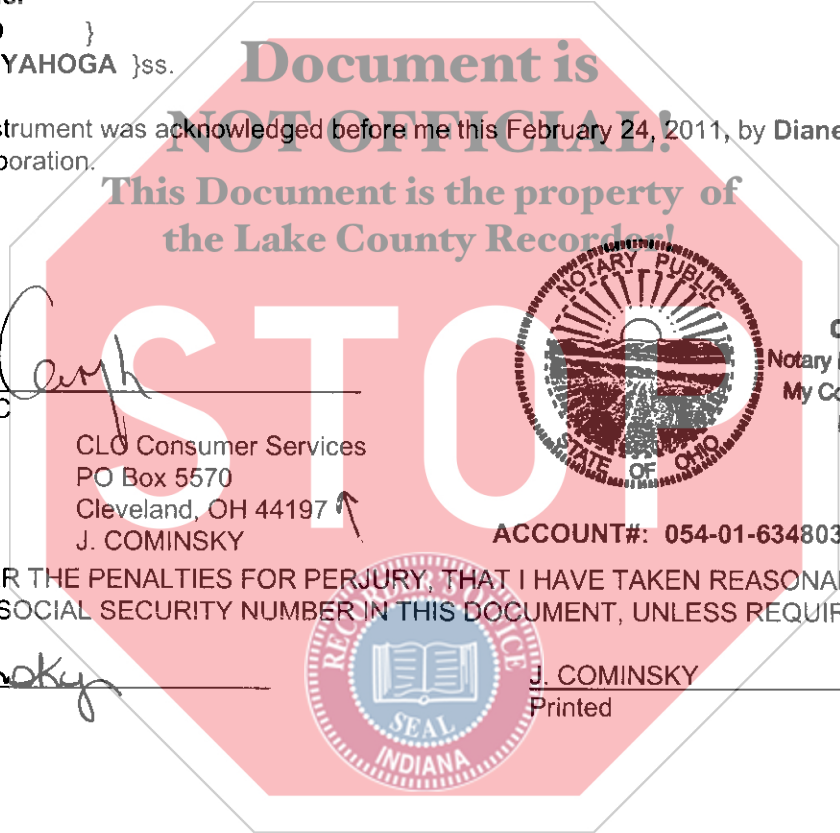 }
YAHOGA }ss.
Document is
NOT OFFICIAL!
strument was acknowledged before me this February 24, 2011, by Diane
poration.
This Document is the property of
the Lake County Recorder!
STOP
NOTARY PUBLIC
STATE OF OHIO
Notary
My Co
C
CLO Consumer Services
PO Box 5570
Cleveland, OH 44197
J. COMINSKY
ACCOUNT#: 054-01-634803
R THE PENALTIES FOR PERJURY, THAT I HAVE TAKEN REASONA
SOCIAL SECURITY NUMBER IN THIS DOCUMENT, UNLESS REQUIR
RECORDER'S OFFICE
SEAL
INDIANA
J. COMINSKY
Printed